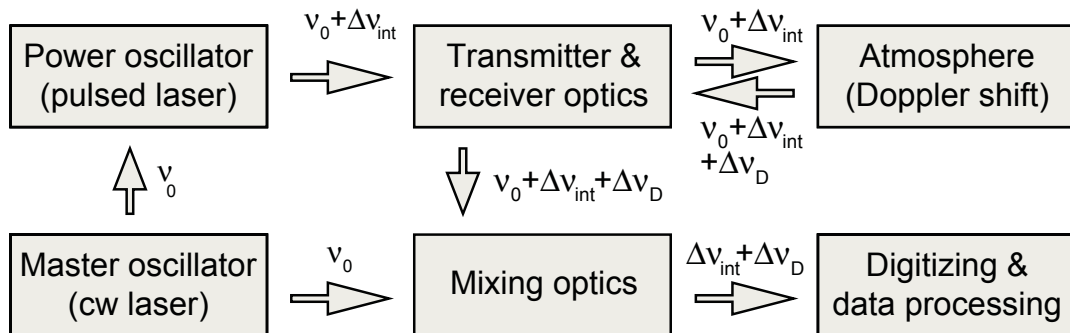 Power oscillator
(pulsed laser)
ν0+Δνint
Transmitter &
receiver optics
ν0+Δνint
ν0+Δνint
+ΔνD
Atmosphere
(Doppler shift)
ν0
ν0+Δνint+ΔνD
Master oscillator
(cw laser)
ν0
Mixing optics
Δνint+ΔνD
Digitizing &
data processing